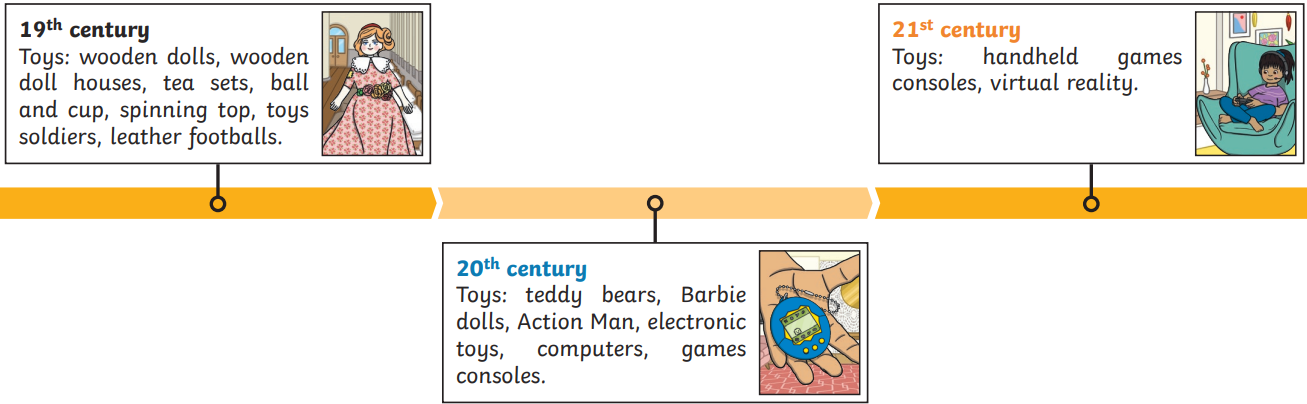 19th century
Toys: wooden dolls, wooden
doll houses, tea sets, ball
and cup, spinning top, toys
soldiers, leather footballs.
20th century
Toys: teddy bears, Barbie
dolls, Action Man, electronic
toys, computers, games
consoles.
21st century
Toys: handheld games
consoles, virtual reality.